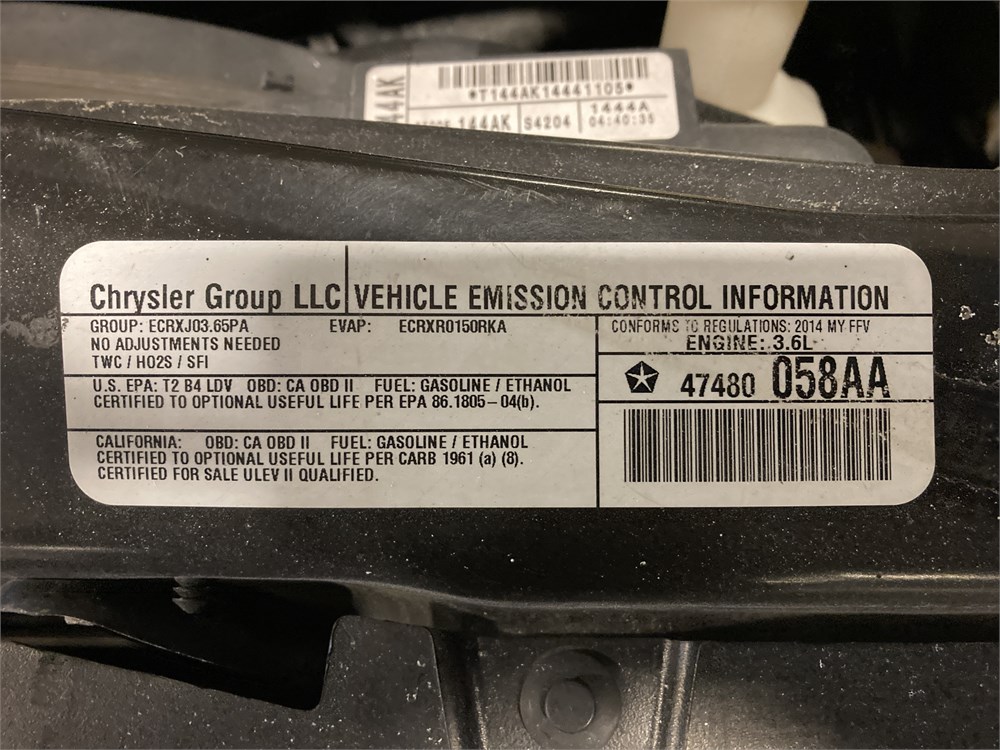 144AK
*T144AK14441105*
144AK
S4204
1444A
04:40:35
Chrysler Group LLC
VEHICLE EMISSION CONTROL INFORMATION
GROUP: ECRXJ03.65PA EVAP: ECRXR0150RKA
NO ADJUSTMENTS NEEDED
TWC / HO2S / SFI
U.S. EPA: T2 B4 LDV OBD: CA OBD II FUEL: GASOLINE / ETHANOL
CERTIFIED TO OPTIONAL USEFUL LIFE PER EPA 86.1805–04(b).
CALIFORNIA: OBD: CA OBD II FUEL: GASOLINE / ETHANOL
CERTIFIED TO OPTIONAL USEFUL LIFE PER CARB 1961 (a) (8).
CERTIFIED FOR SALE ULEV II QUALIFIED.
CONFORMS TO REGULATIONS: 2014 MY FFV
ENGINE: 3.6L
47480 058AA